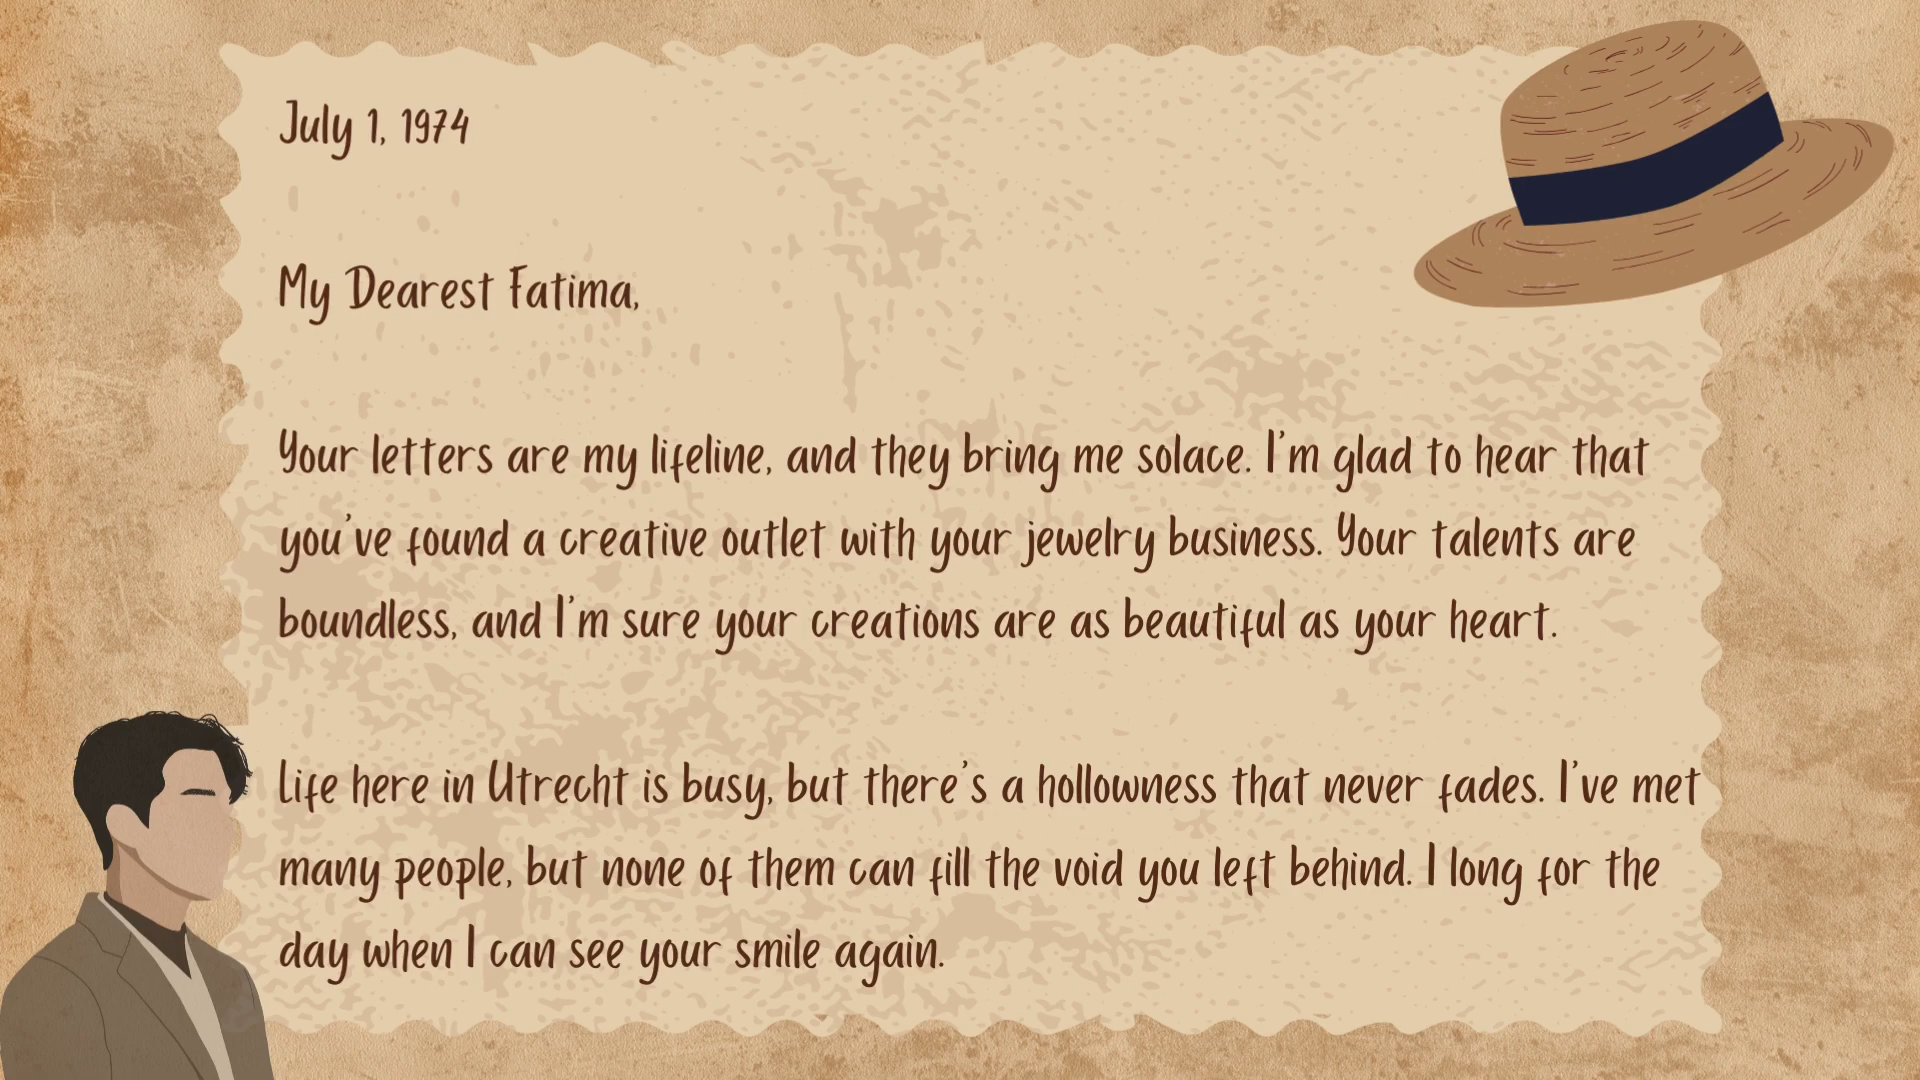 July 1, 1974
My Dearest Fatima,
Your letters are my lifeline, and they bring me solace. I'm glad to hear that
you've found a creative outlet with your jewelry business. Your talents are
boundless, and I'm sure your creations are as beautiful as your heart.
Life here in Utrecht is busy, but there's a hollowness that never fades. I've met
many people, but none of them can fill the void you left behind. I long for the
day when I can see your smile again.